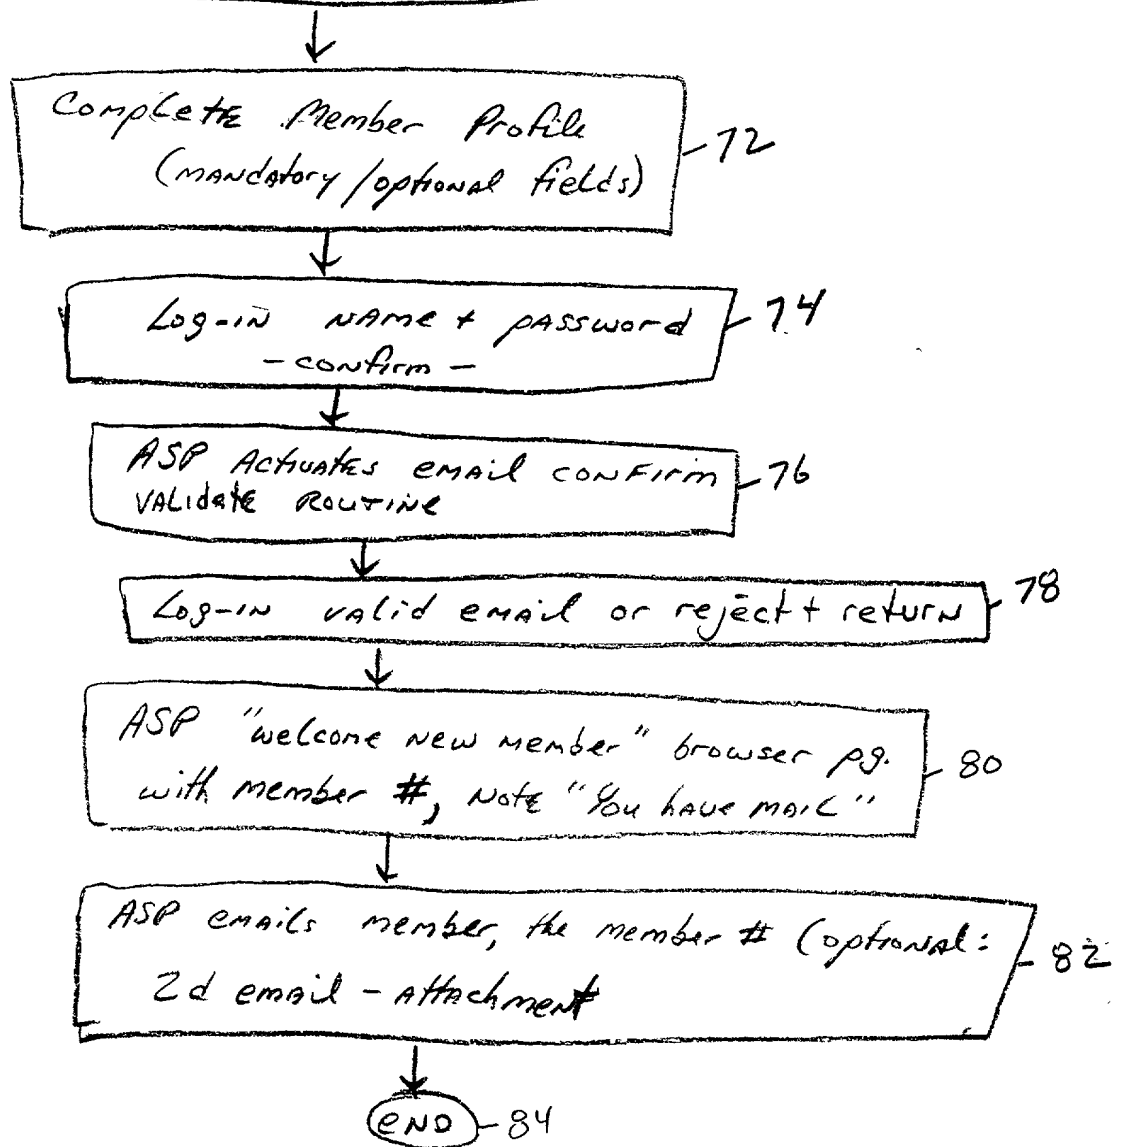 Complete Member Profile
(mandatory/optional fields)
72
Log-in name + password
- confirm -
74
ASP Activates email confirm
validate routine
76
Log-in valid email or reject + return
78
ASP "welcome new member" browser pg.
with member #, Note "You have mail"
80
ASP emails member, the member # (optional:
2d email - attachment
82
END
84